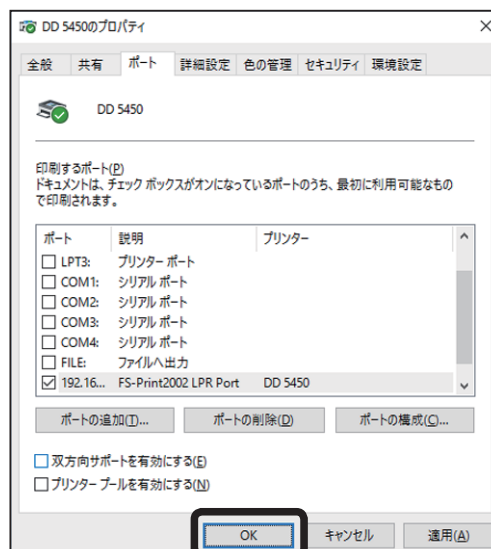 DD 5450のプロパティ
全般 共有 ポート 詳細設定 色の管理 セキュリティ 環境設定
DD 5450
印刷するポート(P)
ドキュメントは、チェック ボックスがオンになっているポートのうち、最初に利用可能なもの
で印刷されます。
ポート 説明 プリンター
LPT3: プリンター ポート
COM1: シリアル ポート
COM2: シリアル ポート
COM3: シリアル ポート
COM4: シリアル ポート
FILE: ファイルへ出力
192.16... FS-Print2002 LPR Port DD 5450
ポートの追加(T)... ポートの削除(D) ポートの構成(C)...
双方向サポートを有効にする(E)
プリンター プールを有効にする(N)
OK キャンセル 適用(A)